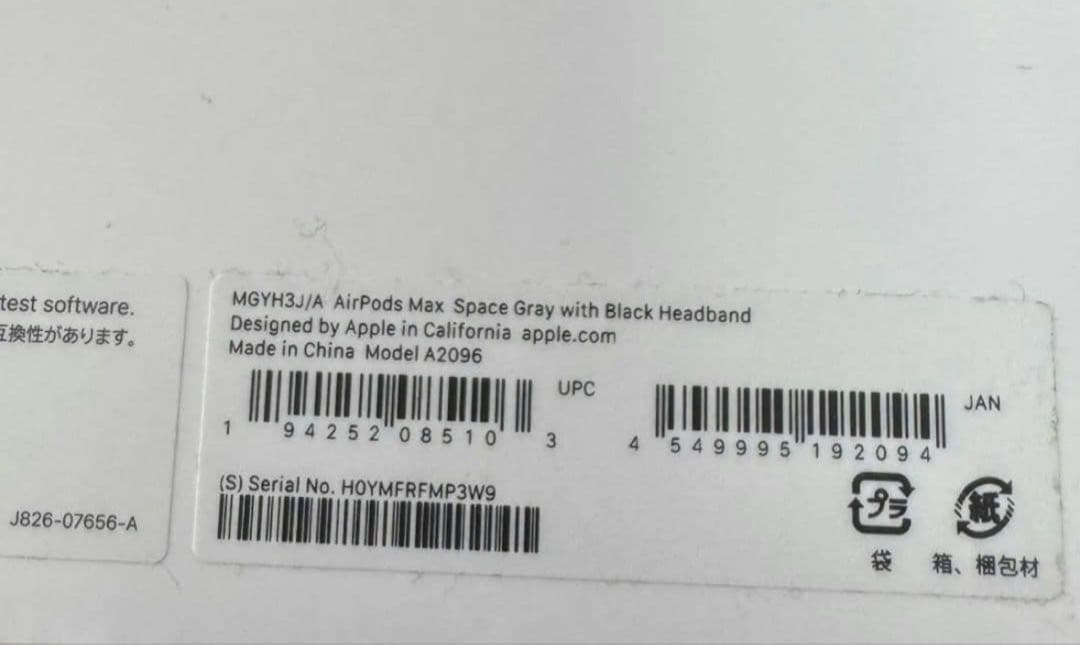 test software.
互換性があります。
J826-07656-A
MGYH3J/A AirPods Max Space Gray with Black Headband
Designed by Apple in California apple.com
Made in China Model A2096
UPC
1 94252 08510 3
JAN
4 549995 192094
(S) Serial No. H0YMFRFMP3W9
プラ
袋
紙
箱、梱包材